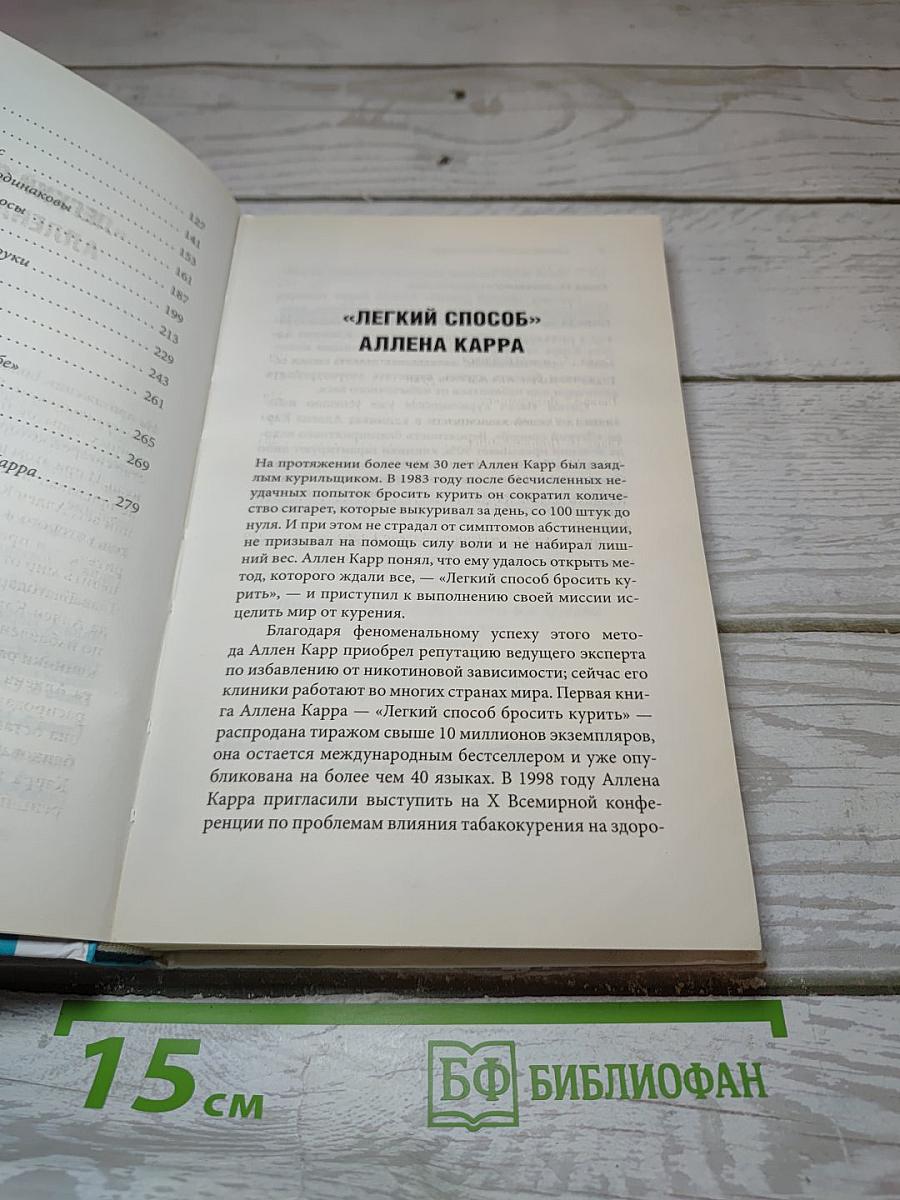 одинаковы
127
141
153
161
187
199
213
229
243
261
265
269
279
«ЛЕГКИЙ СПОСОБ»
АЛЛЕНА КАРРА
На протяжении более чем 30 лет Аллен Карр был заяд-
лым курильщиком. В 1983 году после бесчисленных не-
удачных попыток бросить курить он сократил количе-
ство сигарет, которые выкуривал за день, со 100 штук до
нуля. И при этом не страдал от симптомов абстиненции,
не призывал на помощь силу воли и не набирал лиш-
ний вес. Аллен Карр понял, что ему удалось открыть ме-
тод, которого ждали все, — «Легкий способ бросить ку-
рить», — и приступил к выполнению своей миссии ис-
целить мир от курения.
Благодаря феноменальному успеху этого мето-
да Аллен Карр приобрел репутацию ведущего эксперта
по избавлению от никотиновой зависимости; сейчас его
клиники работают во многих странах мира. Первая кни-
га Аллена Карра — «Легкий способ бросить курить» —
распродана тиражом свыше 10 миллионов экземпляров,
она остается международным бестселлером и уже опу-
бликована на более чем 40 языках. В 1998 году Аллена
Карра пригласили выступить на X Всемирной конфе-
ренции по проблемам влияния табакокурения на здоро-
15 см
БФ БИБЛИОФАН